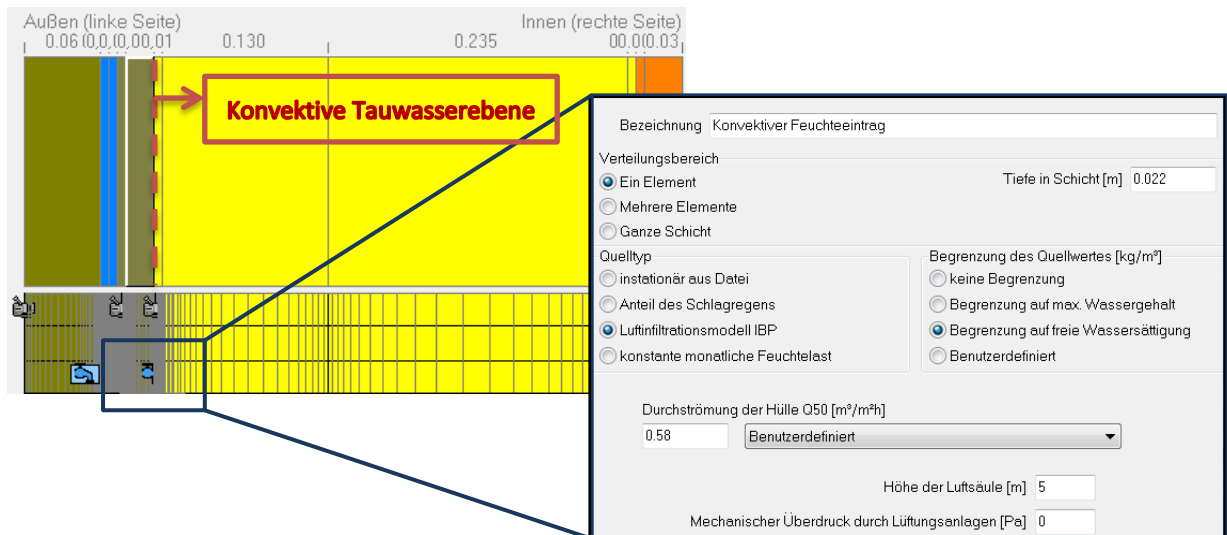 Außen (linke Seite)
Innen (rechte Seite)
0.130
0.235
Konvektive Tauwasserebene
Bezeichnung Konvektiver Feuchteeintrag
Verteilungsbereich
Ein Element
Tiefe in Schicht [m] 0.022
Mehrere Elemente
Ganze Schicht
Quelltyp
Begrenzung des Quellwertes [kg/m³]
instationär aus Datei
keine Begrenzung
Anteil des Schlagregens
Begrenzung auf max. Wassergehalt
Luftinfiltrationsmodell IBP
Begrenzung auf freie Wassersättigung
konstante monatliche Feuchtelast
Benutzerdefiniert
Durchströmung der Hülle Q50 [m³/m²h]
0.58 Benutzerdefiniert
Höhe der Luftsäule [m] 5
Mechanischer Überdruck durch Lüftungsanlagen [Pa] 0